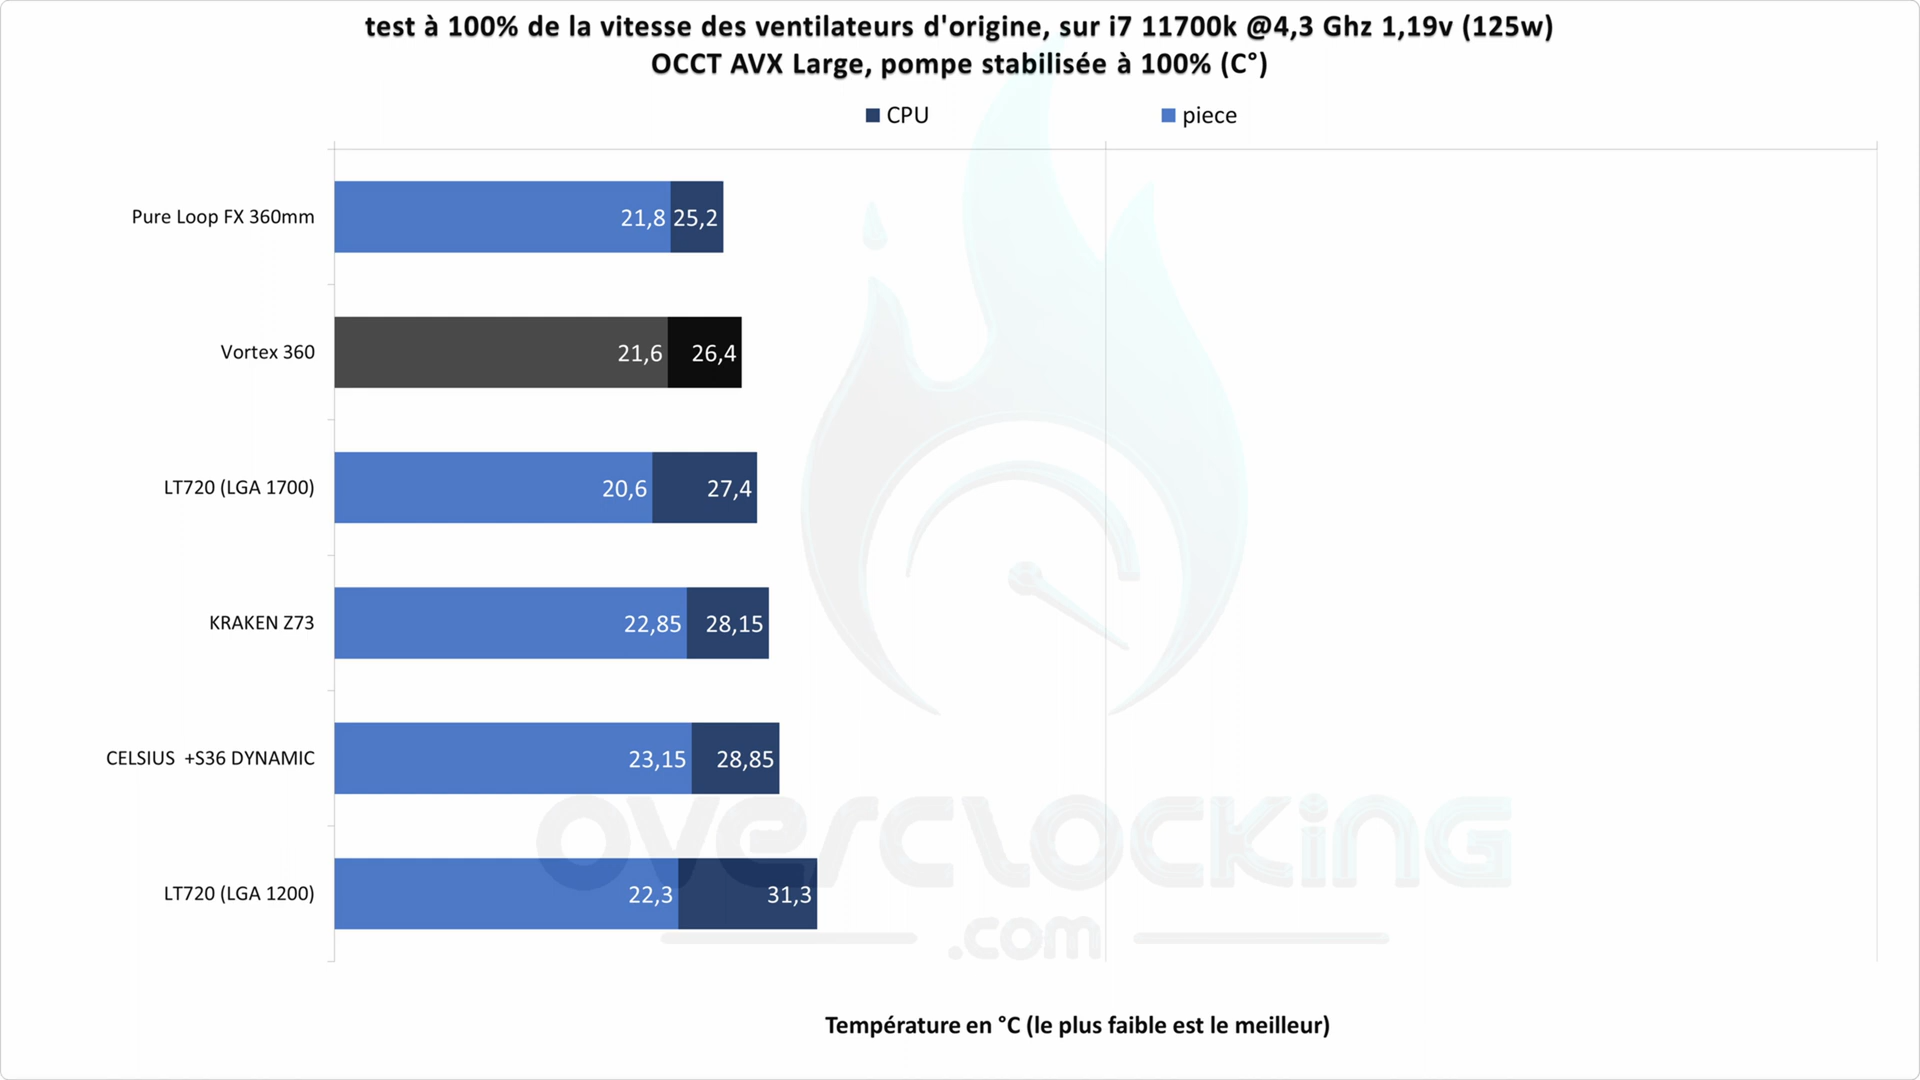 test à 100% de la vitesse des ventilateurs d'origine, sur i7 11700k @4,3 Ghz 1,19v (125w)
OCCT AVX Large, pompe stabilisée à 100% (C°)
CPU piece
Pure Loop FX 360mm 21,8 25,2
Vortex 360 21,6 26,4
LT720 (LGA 1700) 20,6 27,4
KRAKEN Z73 22,85 28,15
CELSIUS +S36 DYNAMIC 23,15 28,85
LT720 (LGA 1200) 22,3 31,3
overclocking
.com
Température en °C (le plus faible est le meilleur)